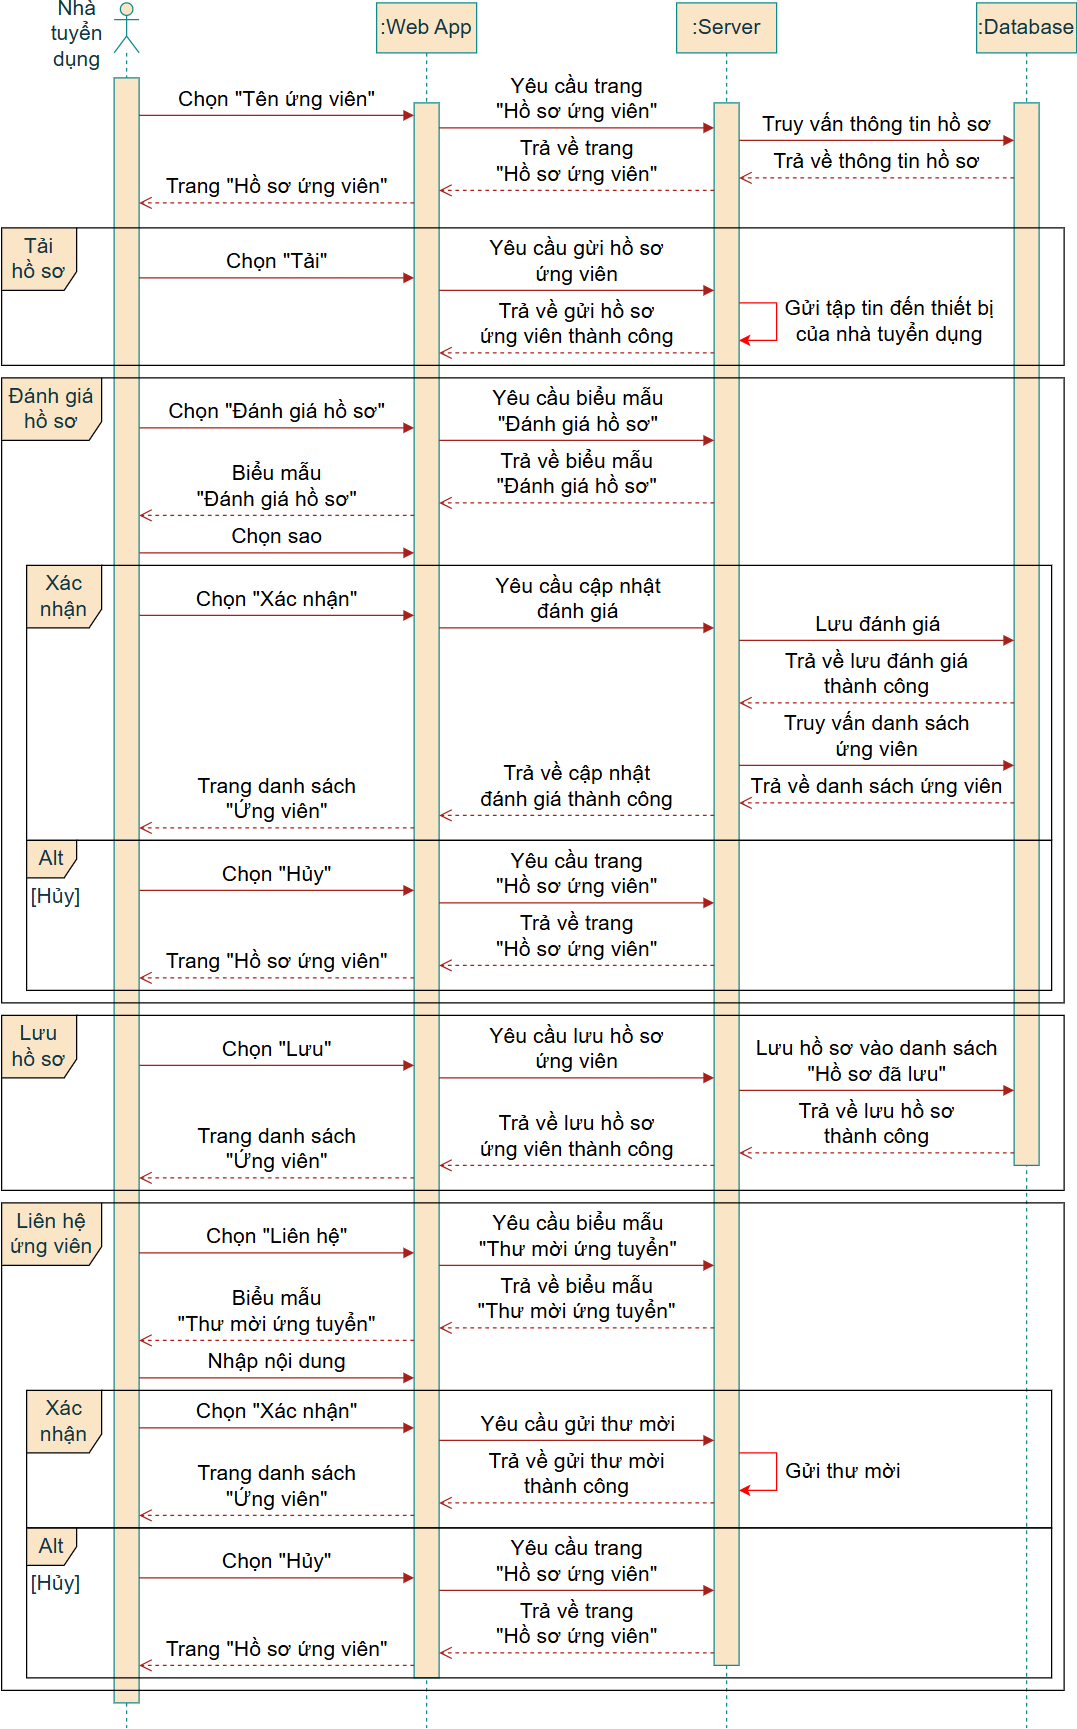 Nhà
tuyển
dụng
:Web App
:Server
:Database
Chọn "Tên ứng viên"
Yêu cầu trang
"Hồ sơ ứng viên"
Truy vấn thông tin hồ sơ
Trả về thông tin hồ sơ
Trả về trang
"Hồ sơ ứng viên"
Trang "Hồ sơ ứng viên"
Tải
hồ sơ
Chọn "Tải"
Yêu cầu gửi hồ sơ
ứng viên
Gửi tập tin đến thiết bị
của nhà tuyển dụng
Trả về gửi hồ sơ
ứng viên thành công
Đánh giá
hồ sơ
Chọn "Đánh giá hồ sơ"
Yêu cầu biểu mẫu
"Đánh giá hồ sơ"
Trả về biểu mẫu
"Đánh giá hồ sơ"
Biểu mẫu
"Đánh giá hồ sơ"
Chọn sao
Xác
nhận
Chọn "Xác nhận"
Yêu cầu cập nhật
đánh giá
Lưu đánh giá
Trả về lưu đánh giá
thành công
Truy vấn danh sách
ứng viên
Trả về danh sách ứng viên
Trả về cập nhật
đánh giá thành công
Trang danh sách
"Ứng viên"
Alt
[Hủy]
Chọn "Hủy"
Yêu cầu trang
"Hồ sơ ứng viên"
Trả về trang
"Hồ sơ ứng viên"
Trang "Hồ sơ ứng viên"
Lưu
hồ sơ
Chọn "Lưu"
Yêu cầu lưu hồ sơ
ứng viên
Lưu hồ sơ vào danh sách
"Hồ sơ đã lưu"
Trả về lưu hồ sơ
thành công
Trả về lưu hồ sơ
ứng viên thành công
Trang danh sách
"Ứng viên"
Liên hệ
ứng viên
Chọn "Liên hệ"
Yêu cầu biểu mẫu
"Thư mời ứng tuyển"
Trả về biểu mẫu
"Thư mời ứng tuyển"
Biểu mẫu
"Thư mời ứng tuyển"
Nhập nội dung
Xác
nhận
Chọn "Xác nhận"
Yêu cầu gửi thư mời
Gửi thư mời
Trả về gửi thư mời
thành công
Trang danh sách
"Ứng viên"
Alt
[Hủy]
Chọn "Hủy"
Yêu cầu trang
"Hồ sơ ứng viên"
Trả về trang
"Hồ sơ ứng viên"
Trang "Hồ sơ ứng viên"